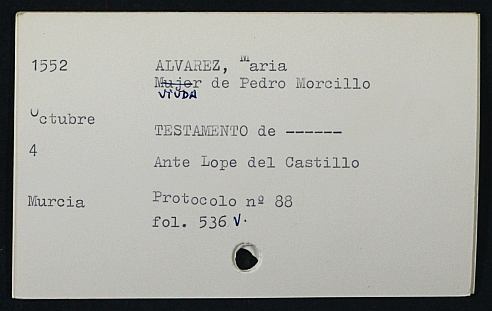 1552 ALVAREZ, Maria
Mujer de Pedro Morcillo
VIUDA
Octubre
TESTAMENTO de ------
4
Ante Lope del Castillo
Murcia Protocolo nº 88
fol. 536 V.